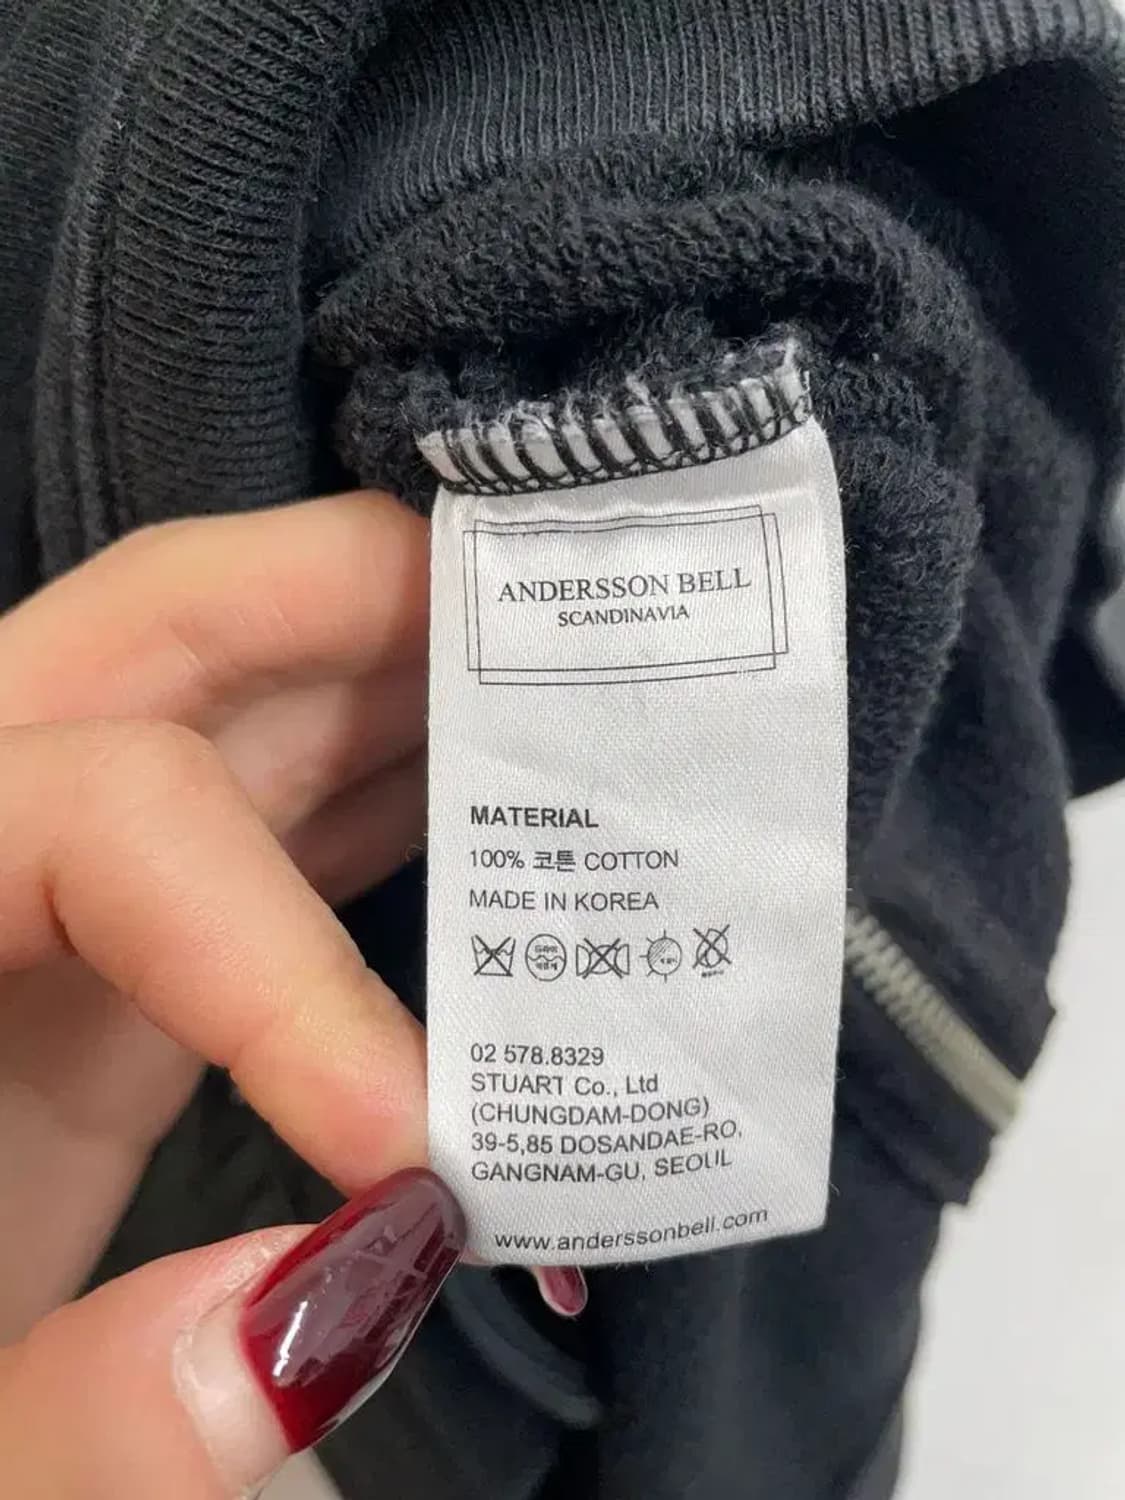 ANDERSSON BELL
SCANDINAVIA
MATERIAL
100% 코튼 COTTON
MADE IN KOREA
02 578.8329
STUART Co., Ltd
(CHUNGDAM-DONG)
39-5,85 DOSANDAE-RO,
GANGNAM-GU, SEOUL
www.anderssonbell.com